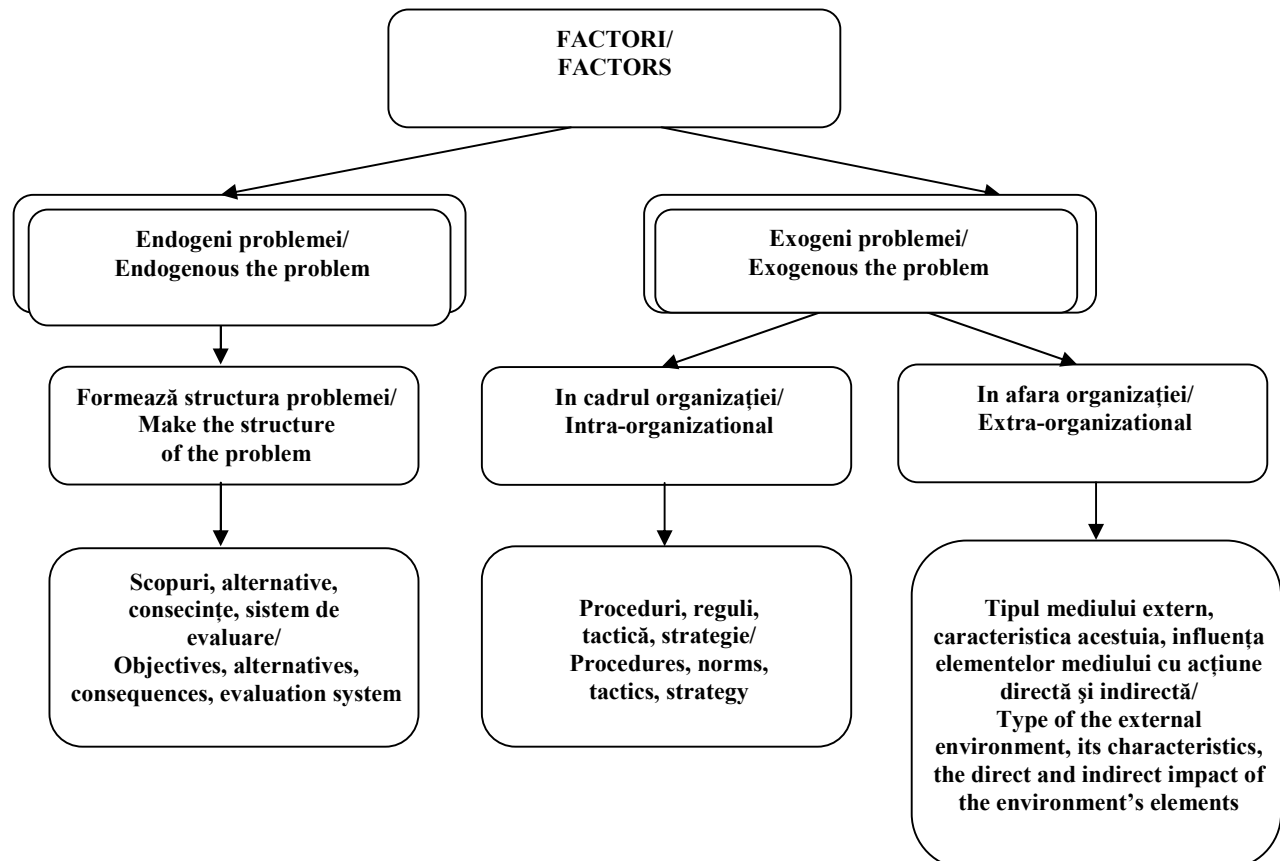 FACTORI/
FACTORS
Endogeni problemei/
Endogenous the problem
Exogeni problemei/
Exogenous the problem
Formează structura problemei/
Make the structure
of the problem
In cadrul organizației/
Intra-organizational
In afara organizației/
Extra-organizational
Scopuri, alternative,
consecințe, sistem de
evaluare/
Objectives, alternatives,
consequences, evaluation system
Proceduri, reguli,
tactică, strategie/
Procedures, norms,
tactics, strategy
Tipul mediului extern,
caracteristica acestuia, influența
elementelor mediului cu acțiune
directă şi indirectă/
Type of the external
environment, its characteristics,
the direct and indirect impact of
the environment’s elements